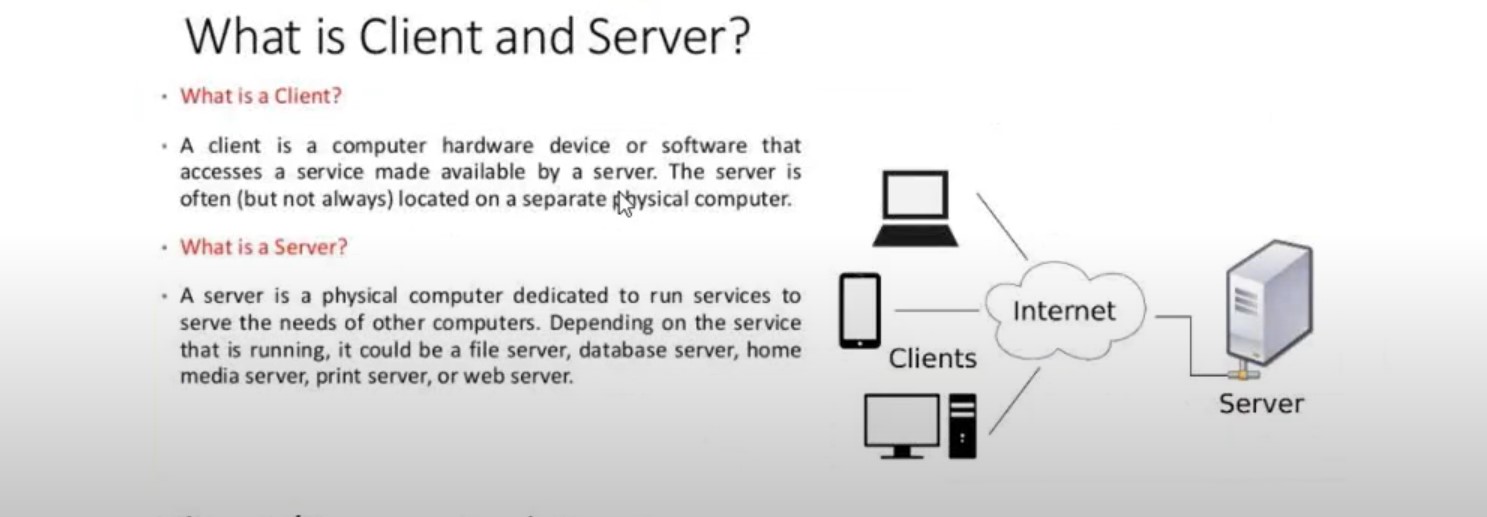 What is Client and Server?
• What is a Client?
• A client is a computer hardware device or software that
accesses a service made available by a server. The server is
often (but not always) located on a separate physical computer.
• What is a Server?
• A server is a physical computer dedicated to run services to
serve the needs of other computers. Depending on the service
that is running, it could be a file server, database server, home
media server, print server, or web server.
Internet
Clients
Server